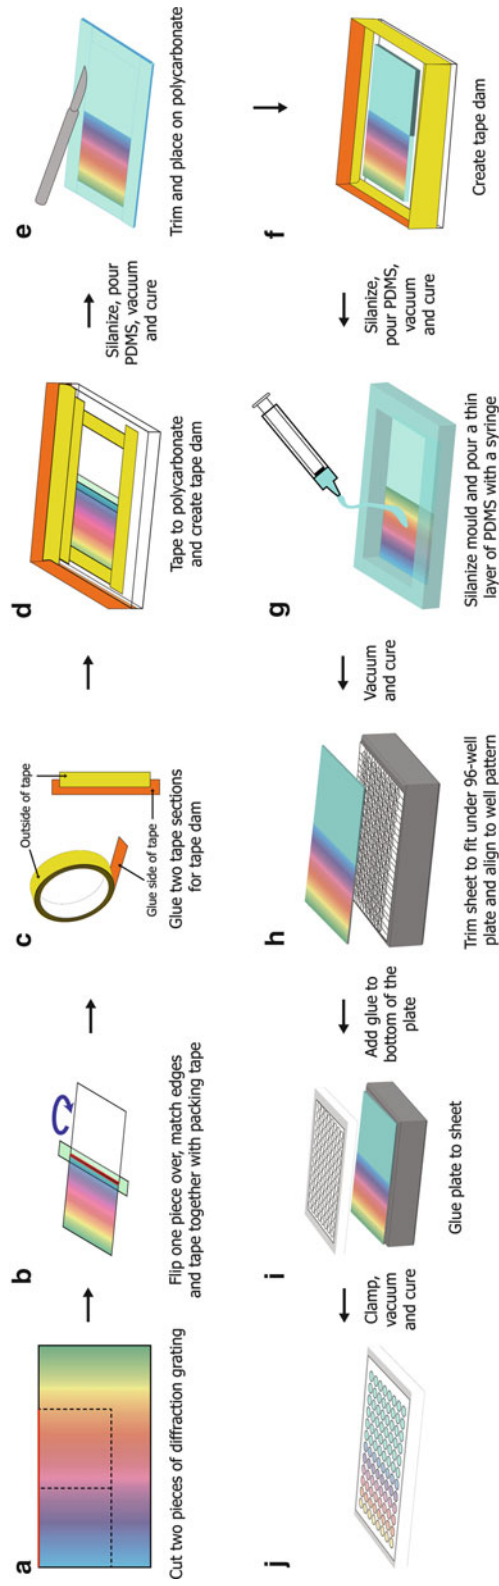 a
Cut two pieces of diffraction grating
b
Flip one piece over, match edges
and tape together with packing tape
c
Outside of tape
Glue side of tape
Glue two tape sections
for tape dam
d
Tape to polycarbonate
and create tape dam
Silanize, pour
PDMS, vacuum
and cure
e
Trim and place on polycarbonate
f
Create tape dam
Silanize,
pour PDMS,
vacuum
and cure
g
Silanize mould and pour a thin
layer of PDMS with a syringe
Vacuum
and cure
h
Trim sheet to fit under 96-well
plate and align to well pattern
Add glue to
bottom of the
plate
i
Glue plate to sheet
Clamp,
vacuum
and cure
j